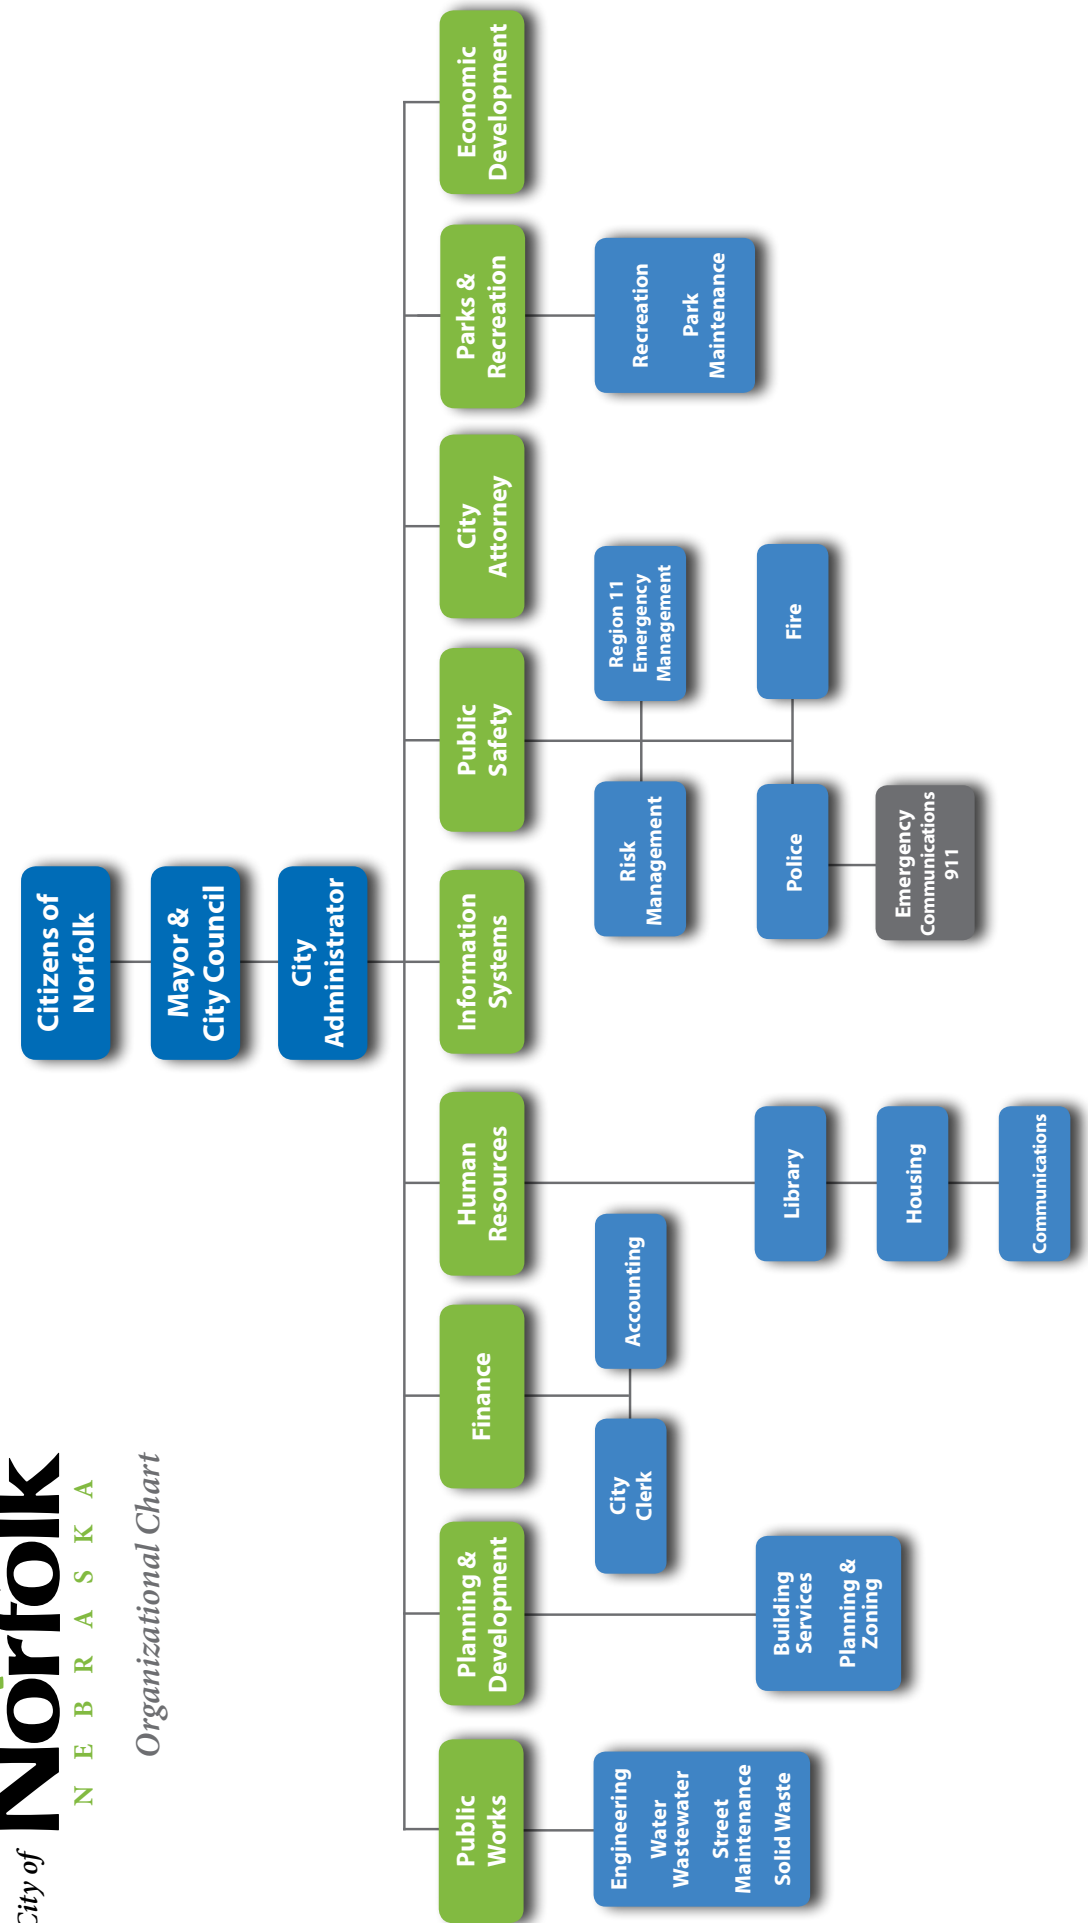 City of
Norfolk
NEBRASKA
Organizational Chart
Citizens of
Norfolk
Mayor &
City Council
City
Administrator
Public
Works
Planning &
Development
Finance
Human
Resources
Information
Systems
Public
Safety
City
Attorney
Parks &
Recreation
Economic
Development
Engineering
Water
Wastewater
Street
Maintenance
Solid Waste
Building
Services
Planning &
Zoning
City
Clerk
Accounting
Library
Housing
Communications
Risk
Management
Region 11
Emergency
Management
Police
Fire
Emergency
Communications
911
Recreation
Park
Maintenance